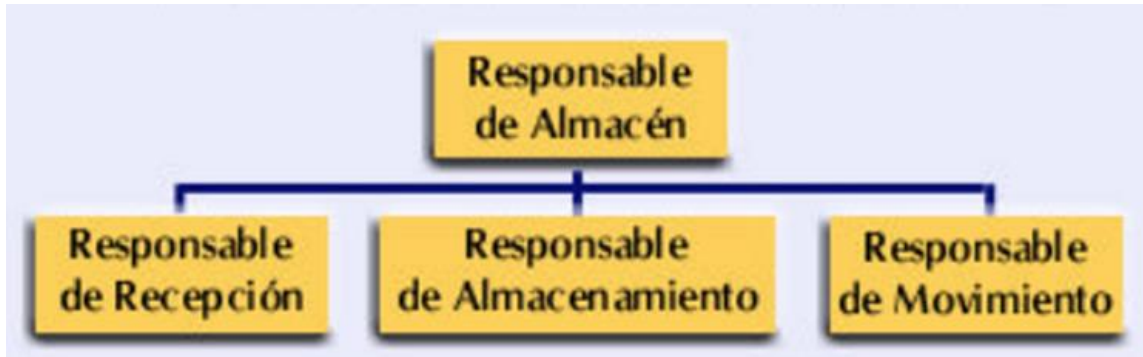 Responsable
de Almacén
Responsable
de Recepción
Responsable
de Almacenamiento
Responsable
de Movimiento